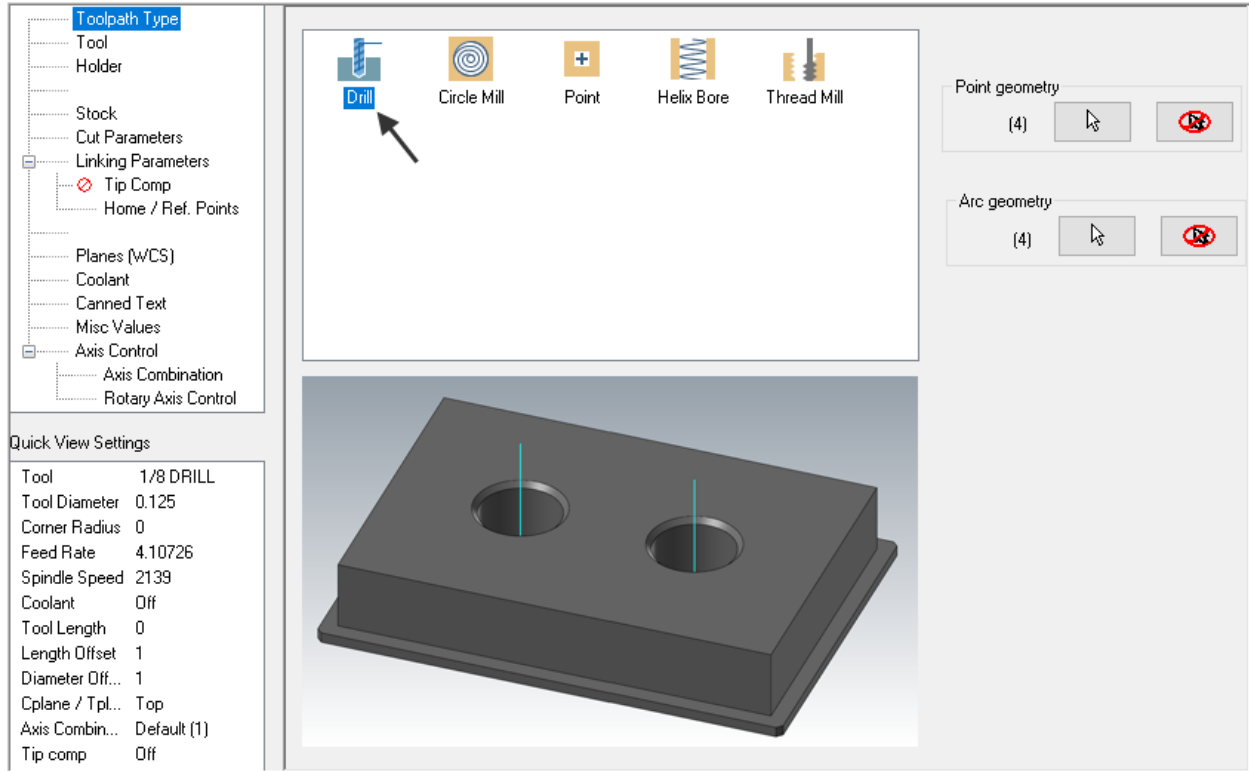 Toolpath Type
Tool
Holder
Stock
Cut Parameters
Linking Parameters
Tip Comp
Home / Ref. Points
Planes (WCS)
Coolant
Canned Text
Misc Values
Axis Control
Axis Combination
Rotary Axis Control
Quick View Settings
Tool 1/8 DRILL
Tool Diameter 0.125
Corner Radius 0
Feed Rate 4.10726
Spindle Speed 2139
Coolant Off
Tool Length 0
Length Offset 1
Diameter Off... 1
Cplane / Tpl... Top
Axis Combin... Default (1)
Tip comp Off
Drill Circle Mill Point Helix Bore Thread Mill
Point geometry
(4)
Arc geometry
(4)